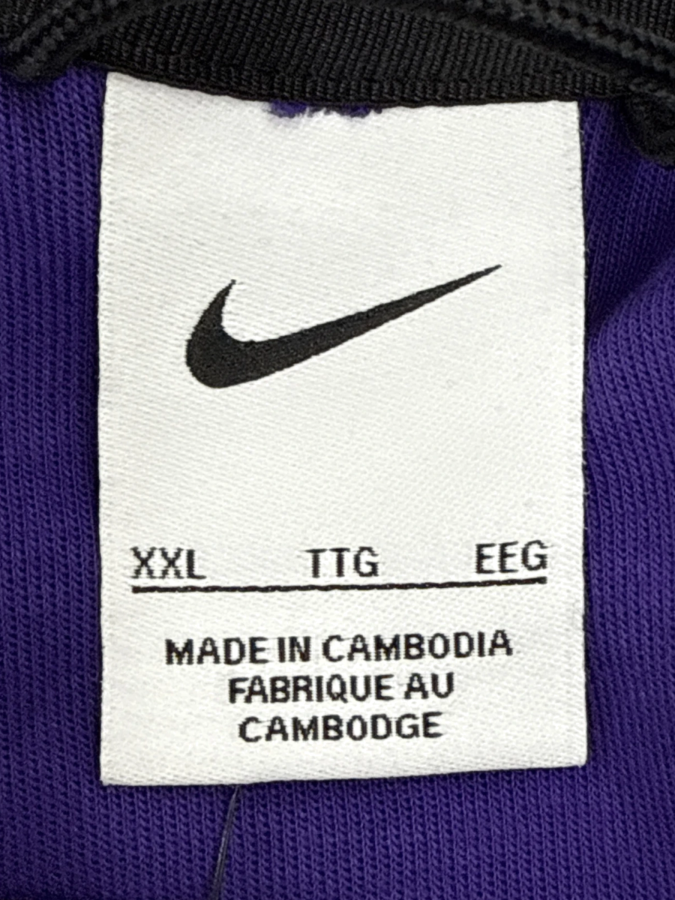 XXL TTG EEG
MADE IN CAMBODIA
FABRIQUE AU
CAMBODGE